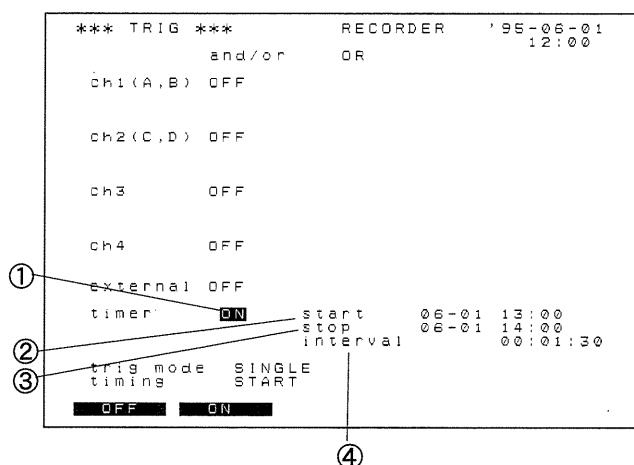 *** TRIG *** RECORDER '95-06-01
12:00
and/or OR
ch1(A,B) OFF
ch2(C,D) OFF
ch3 OFF
ch4 OFF
①
external OFF
timer ON start 06-01 13:00
② stop 06-01 14:00
interval 00:01:30
③ trig mode SINGLE
timing START
OFF ON
④